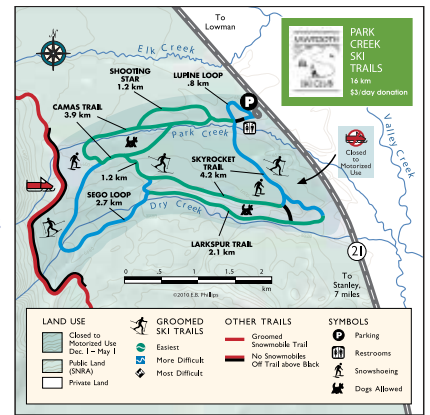 To
Lowman
PARK
CREEK
SKI
TRAILS
16 km
$3/day donation
Elk Creek
SHOOTING
STAR
1.2 km
LUPINE LOOP
.8 km
CAMAS TRAIL
3.9 km
P
Park Creek
Valley Creek
Closed
to
Motorized
Use
SKYROCKET
TRAIL
4.2 km
1.2 km
SEGO LOOP
2.7 km
Dry Creek
LARKSPUR TRAIL
2.1 km
21
To
Stanley,
7 miles
0 .5 1 2
km
©2010 E.B. Phillips
LAND USE
Closed to
Motorized Use
Dec. 1 – May 1
Public Land
(SNRA)
Private Land
GROOMED
SKI TRAILS
Easiest
More Difficult
Most Difficult
OTHER TRAILS
Groomed
Snowmobile Trail
No Snowmobiles
Off Trail above Black
SYMBOLS
P Parking
Restrooms
Snowshoeing
Dogs Allowed